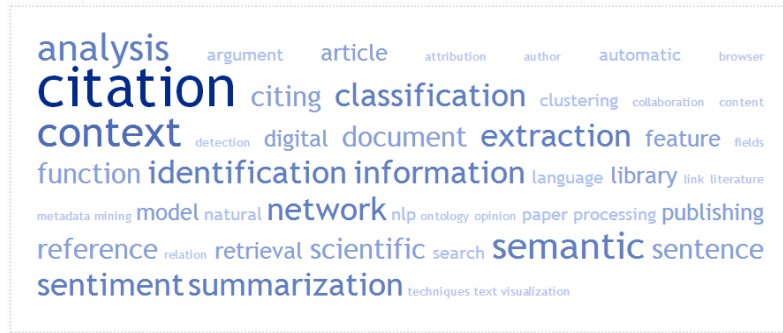 analysis argument article attribution author automatic browser
citation citing classification clustering collaboration content
context detection digital document extraction feature fields
function identification information language library link literature
metadata mining model natural network nlp ontology opinion paper processing publishing
reference relation retrieval scientific search semantic sentence
sentiment summarization techniques text visualization